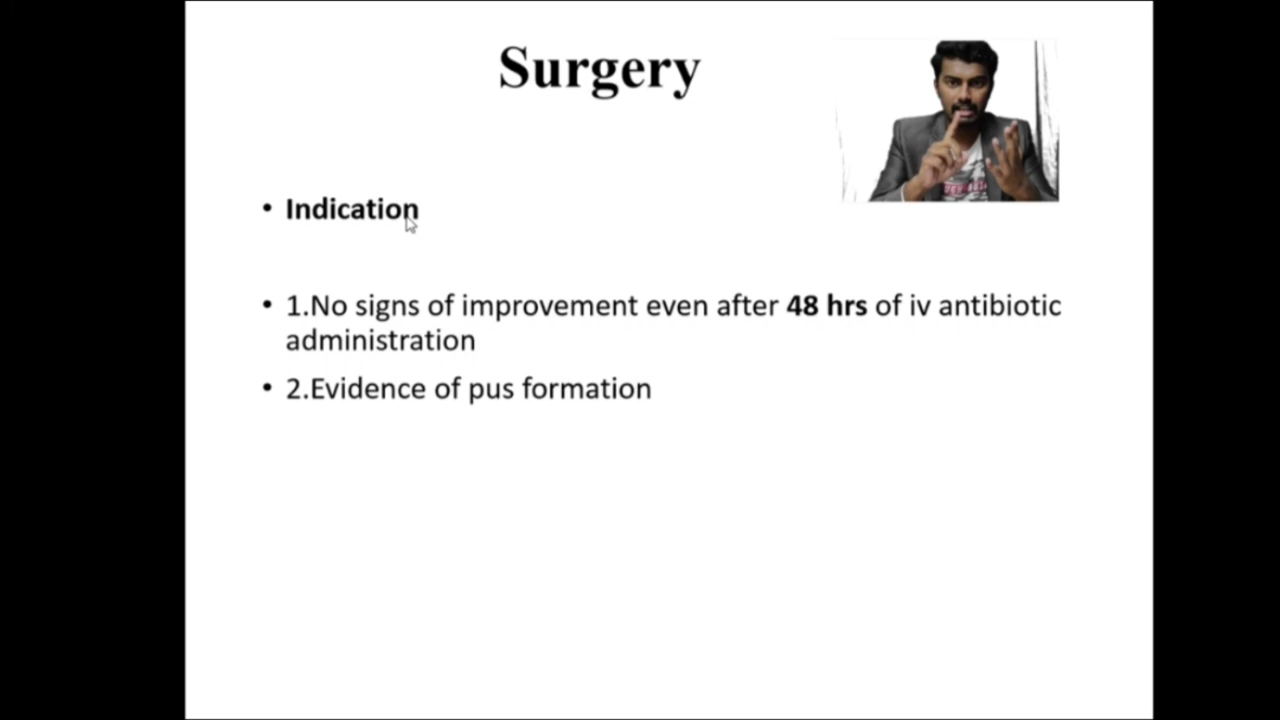 Surgery
• Indication
• 1.No signs of improvement even after 48 hrs of iv antibiotic
administration
• 2.Evidence of pus formation